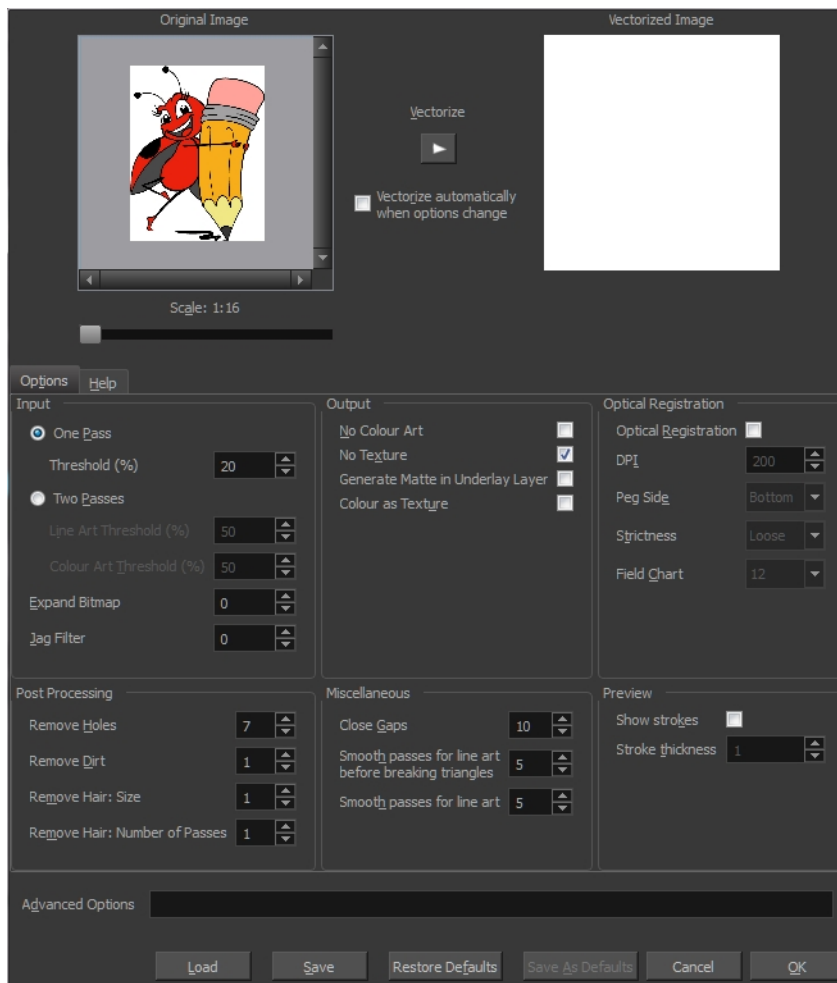 Original Image
Vectorized Image
Vectorize
Vectorize automatically
when options change
Scale: 1:16
Options
Help
Input
One Pass
Threshold (%) 20
Two Passes
Line Art Threshold (%) 50
Colour Art Threshold (%) 50
Expand Bitmap 0
Jag Filter 0
Output
No Colour Art
No Texture
Generate Matte in Underlay Layer
Colour as Texture
Optical Registration
Optical Registration
DPI 200
Peg Side Bottom
Strictness Loose
Field Chart 12
Post Processing
Remove Holes 7
Remove Dirt 1
Remove Hair: Size 1
Remove Hair: Number of Passes 1
Miscellaneous
Close Gaps 10
Smooth passes for line art
before breaking triangles 5
Smooth passes for line art 5
Preview
Show strokes
Stroke thickness 1
Advanced Options
Load Save Restore Defaults Save As Defaults Cancel OK